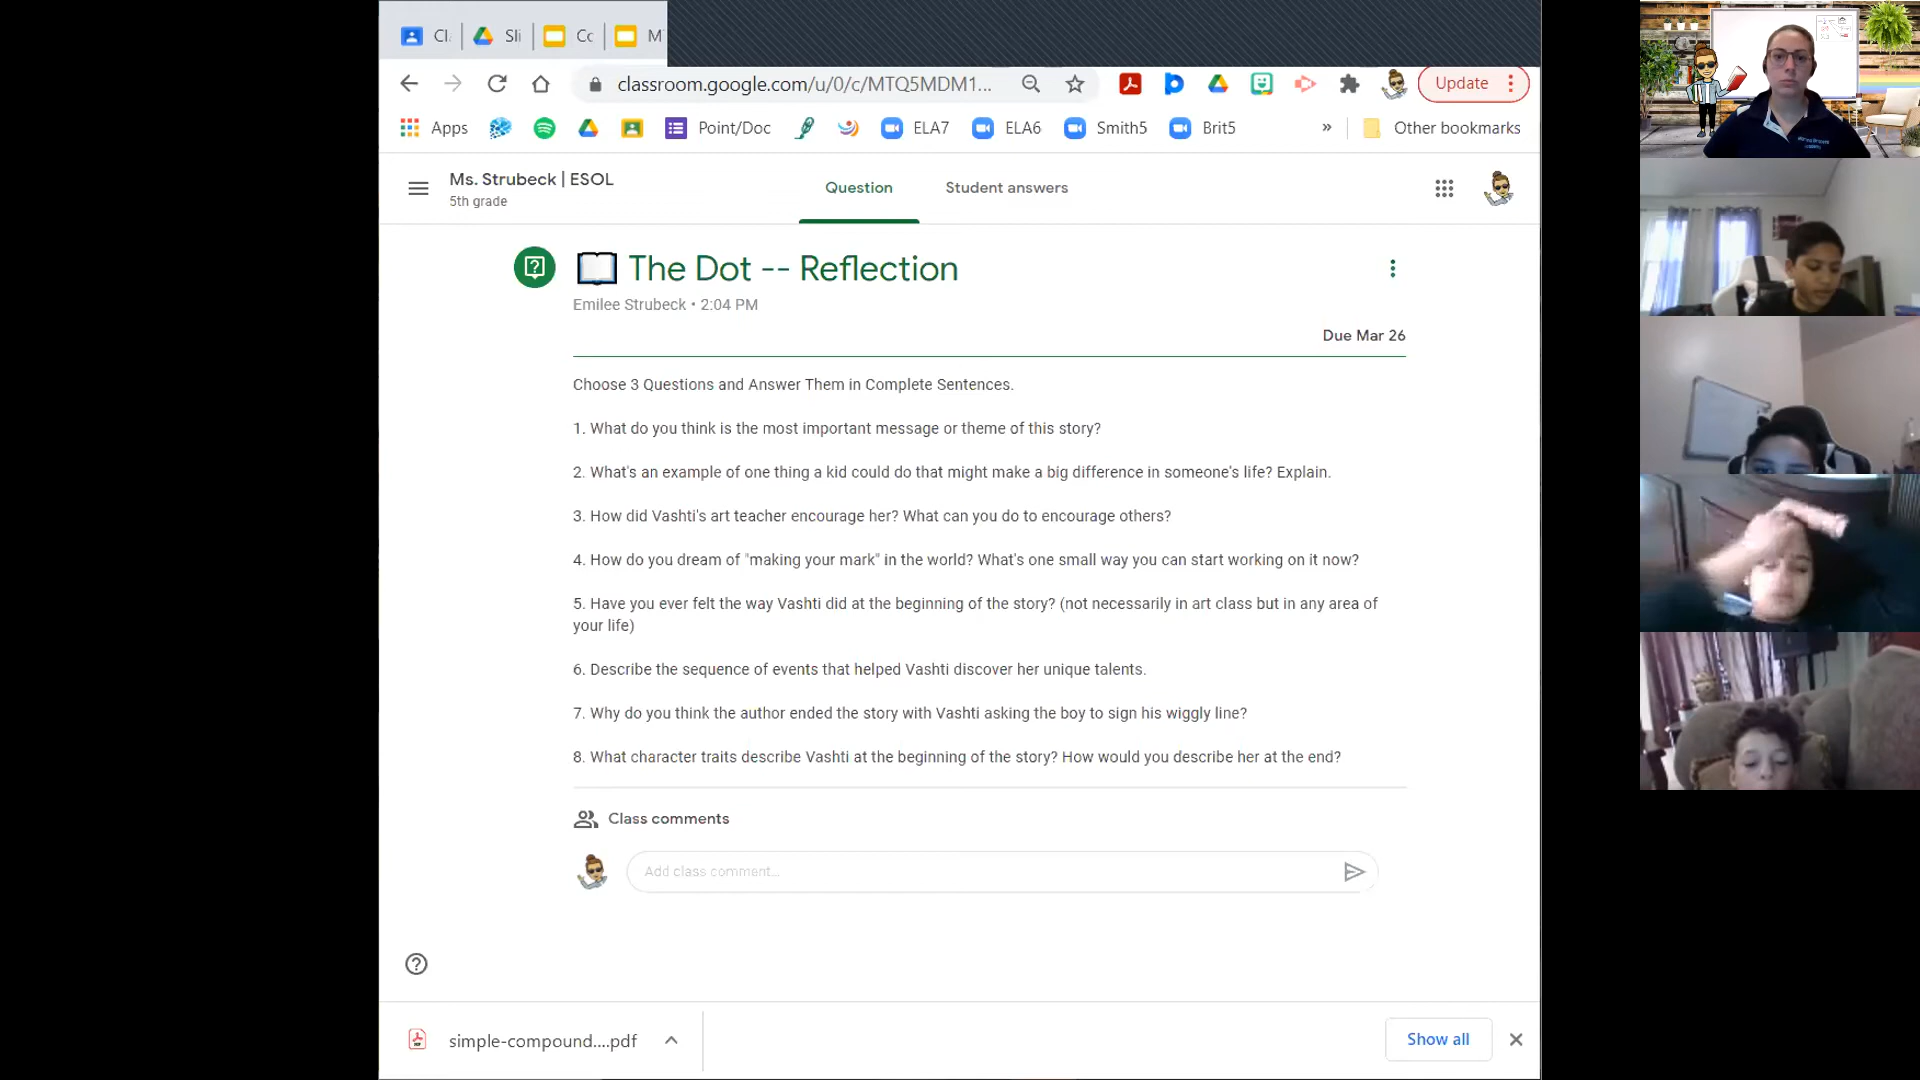 Cl
Sli
Cc
M
classroom.google.com/u/0/c/MTQ5MDM1...
Update
Apps
Point/Doc
ELA7
ELA6
Smith5
Brit5
»
Other bookmarks
Ms. Strubeck | ESOL
5th grade
Question
Student answers
The Dot -- Reflection
Emilee Strubeck • 2:04 PM
Due Mar 26
Choose 3 Questions and Answer Them in Complete Sentences.
1. What do you think is the most important message or theme of this story?
2. What's an example of one thing a kid could do that might make a big difference in someone's life? Explain.
3. How did Vashti's art teacher encourage her? What can you do to encourage others?
4. How do you dream of "making your mark" in the world? What's one small way you can start working on it now?
5. Have you ever felt the way Vashti did at the beginning of the story? (not necessarily in art class but in any area of
your life)
6. Describe the sequence of events that helped Vashti discover her unique talents.
7. Why do you think the author ended the story with Vashti asking the boy to sign his wiggly line?
8. What character traits describe Vashti at the beginning of the story? How would you describe her at the end?
Class comments
Add class comment...
simple-compound....pdf
Show all